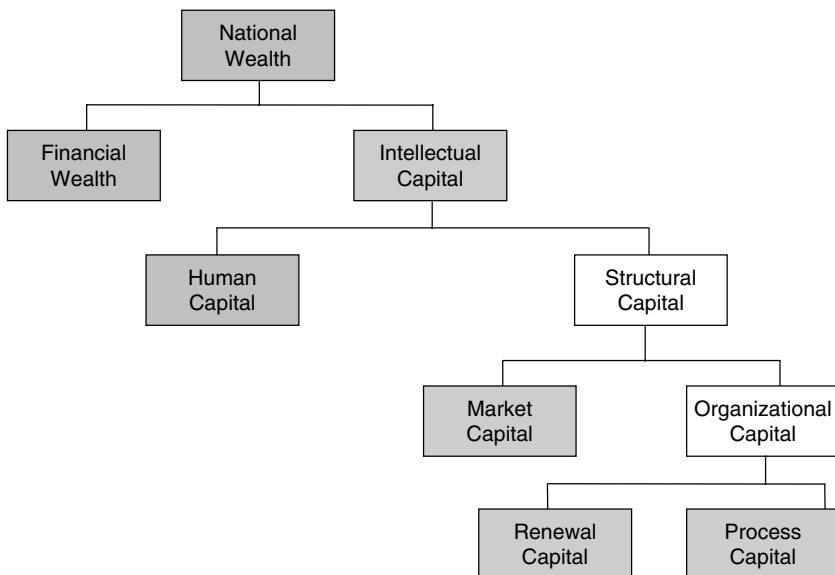 National
Wealth
Financial
Wealth
Intellectual
Capital
Human
Capital
Structural
Capital
Market
Capital
Organizational
Capital
Renewal
Capital
Process
Capital